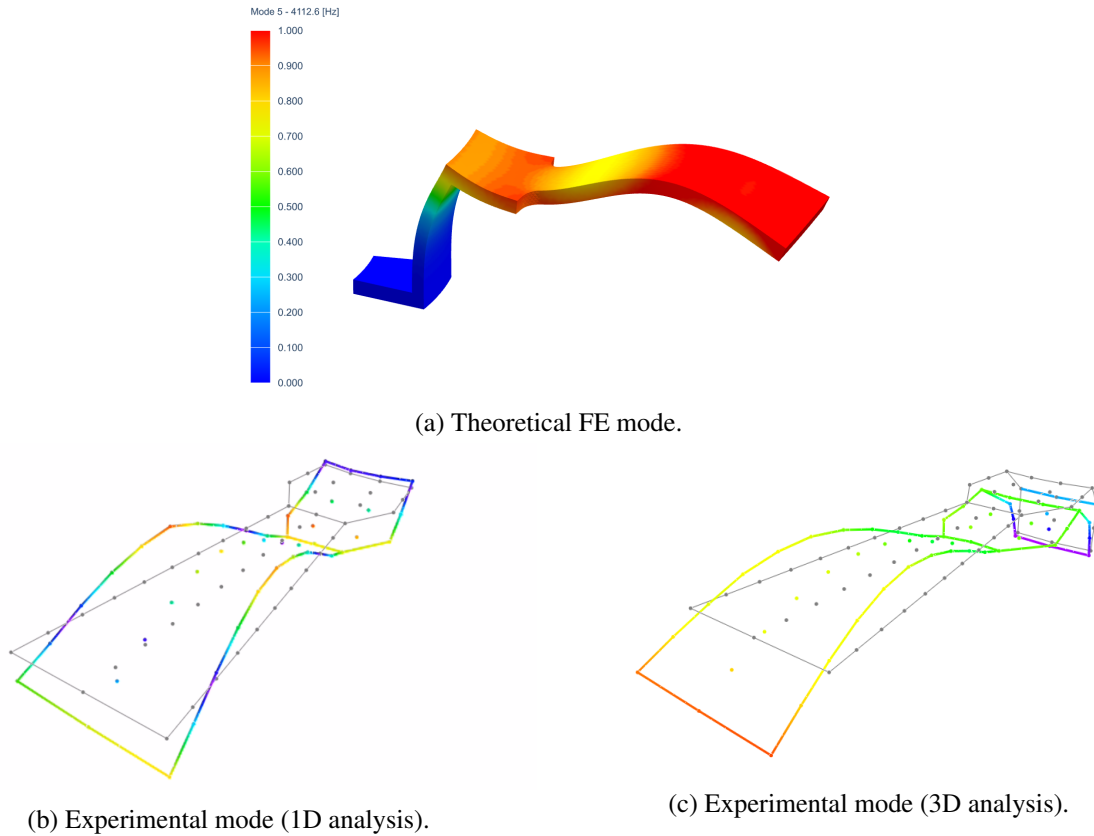 Mode 5 - 4112.6 [Hz]
1.000
0.900
0.800
0.700
0.600
0.500
0.400
0.300
0.200
0.100
0.000
(a) Theoretical FE mode.
(b) Experimental mode (1D analysis).
(c) Experimental mode (3D analysis).